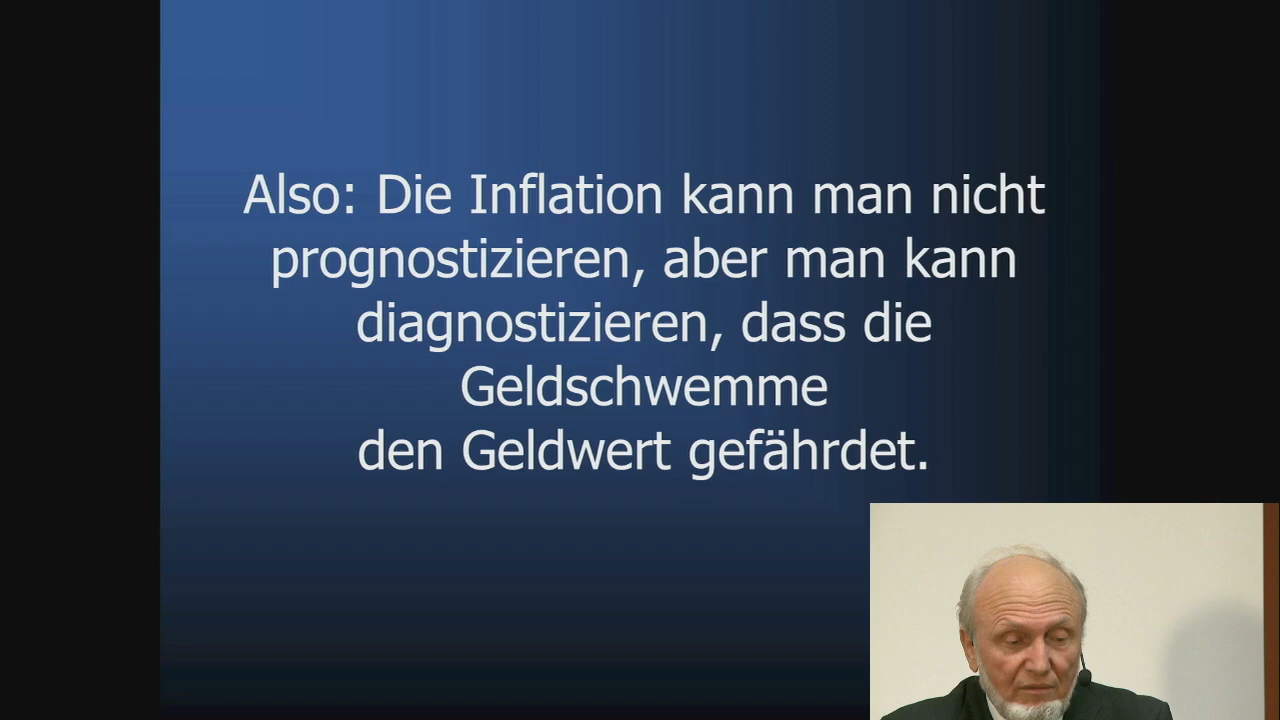 Also: Die Inflation kann man nicht
prognostizieren, aber man kann
diagnostizieren, dass die
Geldschwemme
den Geldwert gefährdet.